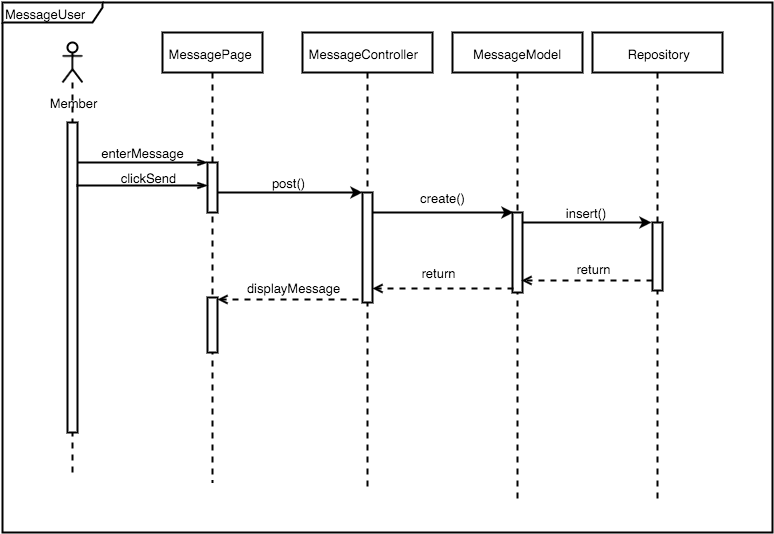 MessageUser
Member
MessagePage
MessageController
MessageModel
Repository
enterMessage
clickSend
post()
create()
insert()
return
return
displayMessage